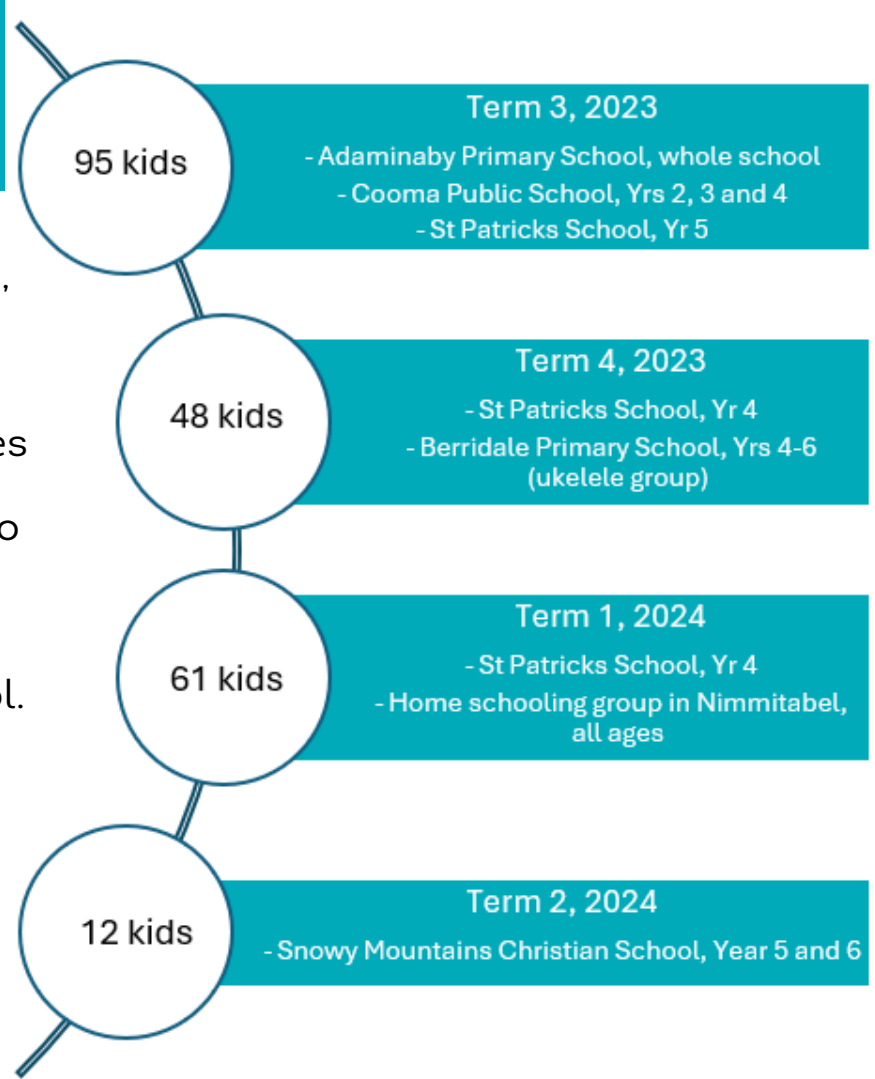 95 kids
Term 3, 2023
- Adaminaby Primary School, whole school
- Cooma Public School, Yrs 2, 3 and 4
- St Patricks School, Yr 5
,
48 kids
Term 4, 2023
- St Patricks School, Yr 4
- Berridale Primary School, Yrs 4-6
(ukelele group)
es
o
61 kids
Term 1, 2024
- St Patricks School, Yr 4
- Home schooling group in Nimmitabel,
all ages
ol.
12 kids
Term 2, 2024
- Snowy Mountains Christian School, Year 5 and 6